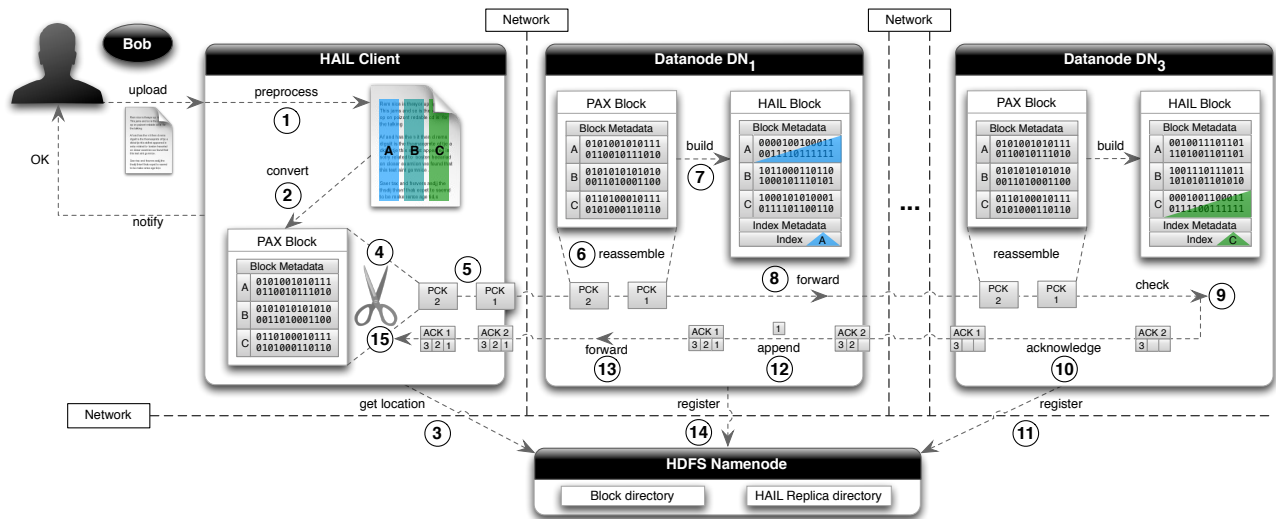 Network
Network
Bob
HAIL Client
Datanode DN1
Datanode DN3
upload
preprocess
1
OK
notify
A B C
convert
2
PAX Block
Block Metadata
A 0101001010111
0110010111010
B 0101010101010
0011010001100
C 0110100010111
0101000110110
4
5
PCK 2
PCK 1
15
ACK 1
3 2 1
ACK 2
3 2 1
PAX Block
Block Metadata
A 0101001010111
0110010111010
B 0101010101010
0011010001100
C 0110100010111
0101000110110
build
7
HAIL Block
Block Metadata
A 0000100100011
0011110111111
B 1011000110110
1000101110101
C 1000101010001
0111101100110
Index Metadata
Index A
6
reassemble
PCK 2
PCK 1
8
forward
ACK 1
3 2 1
1
append
12
forward
13
ACK 2
3 2
...
PAX Block
Block Metadata
A 0101001010111
0110010111010
B 0101010101010
0011010001100
C 0110100010111
0101000110110
build
HAIL Block
Block Metadata
A 0010011101101
1101001101101
B 1001110111011
1010101101010
C 0001001100011
0111100111111
Index Metadata
Index C
reassemble
PCK 2
PCK 1
check
9
ACK 1
3
ACK 2
3
acknowledge
10
Network
get location
3
register
14
register
11
HDFS Namenode
Block directory
HAIL Replica directory